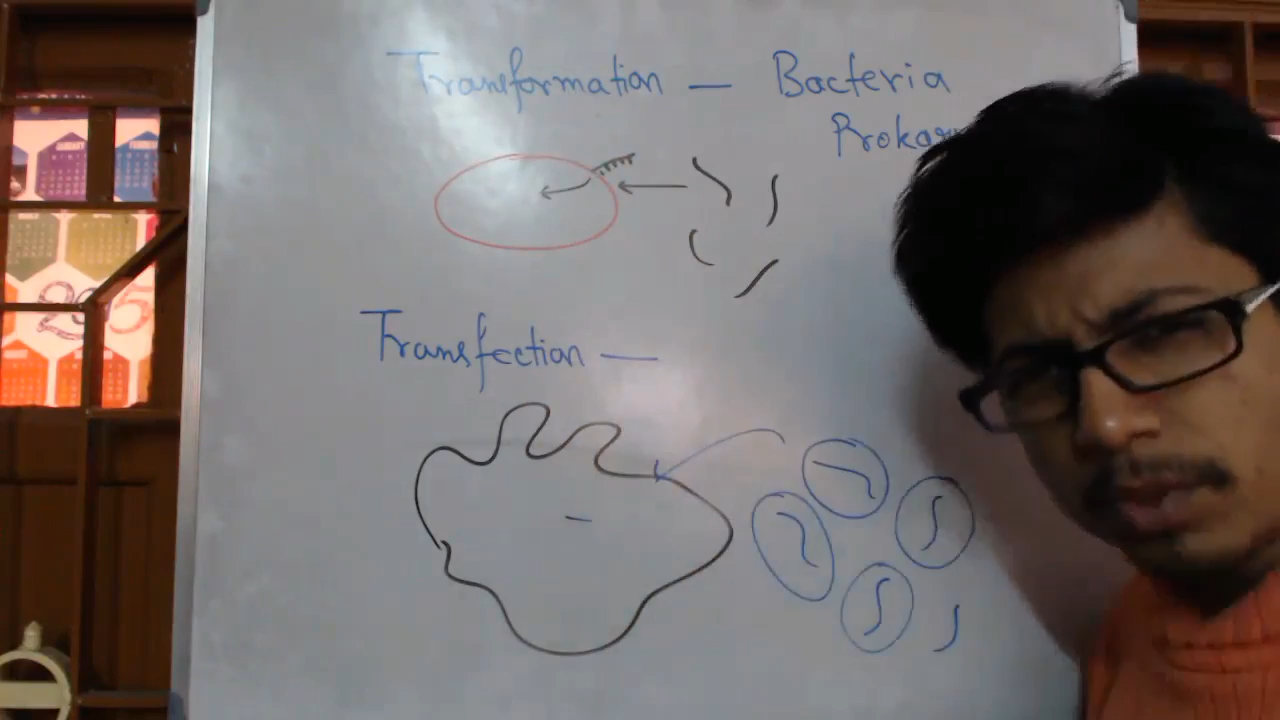 Transformation — Bacteria
Transfection —